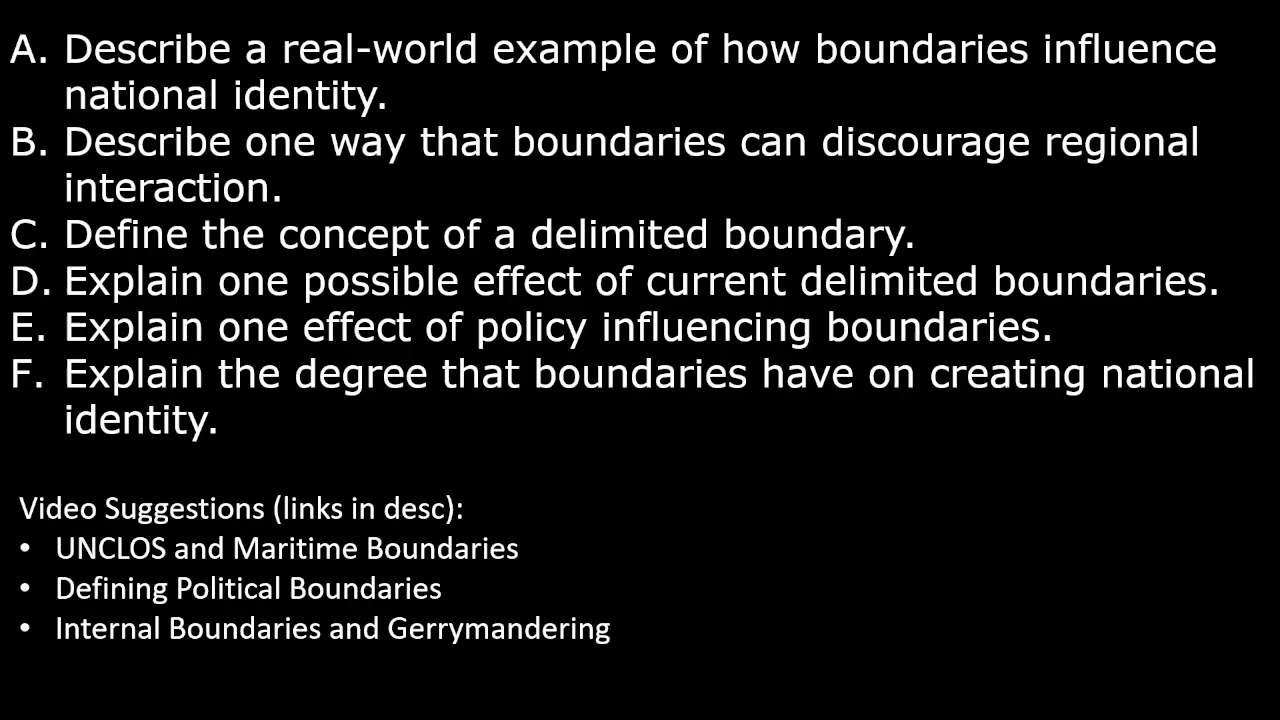 A. Describe a real-world example of how boundaries influence
national identity.
B. Describe one way that boundaries can discourage regional
interaction.
C. Define the concept of a delimited boundary.
D. Explain one possible effect of current delimited boundaries.
E. Explain one effect of policy influencing boundaries.
F. Explain the degree that boundaries have on creating national
identity.
Video Suggestions (links in desc):
• UNCLOS and Maritime Boundaries
• Defining Political Boundaries
• Internal Boundaries and Gerrymandering